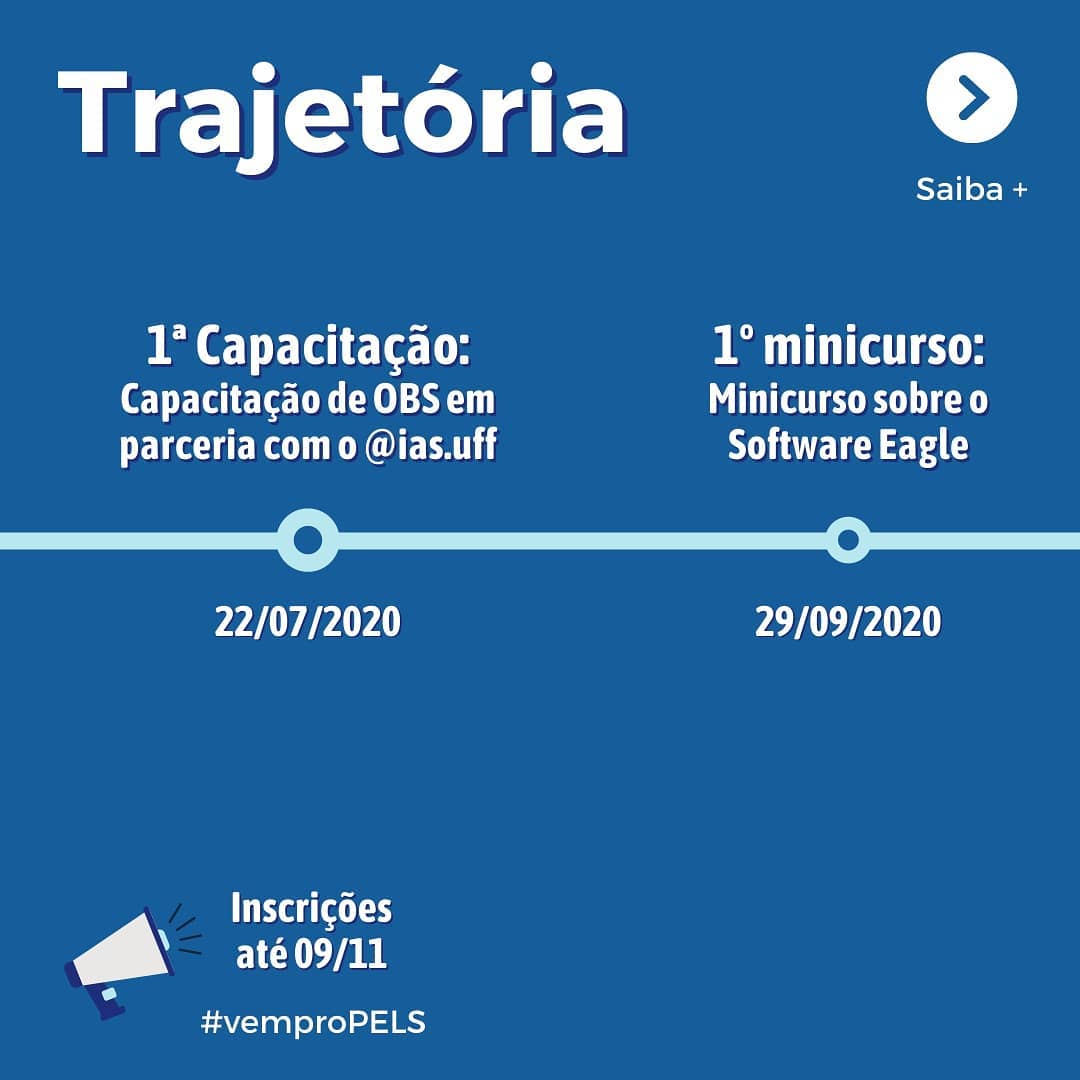 Trajetória
Saiba +
1ª Capacitação:
Capacitação de OBS em
parceria com o @ias.uff
22/07/2020
1º minicurso:
Minicurso sobre o
Software Eagle
29/09/2020
Inscrições
até 09/11
#vemproPELS